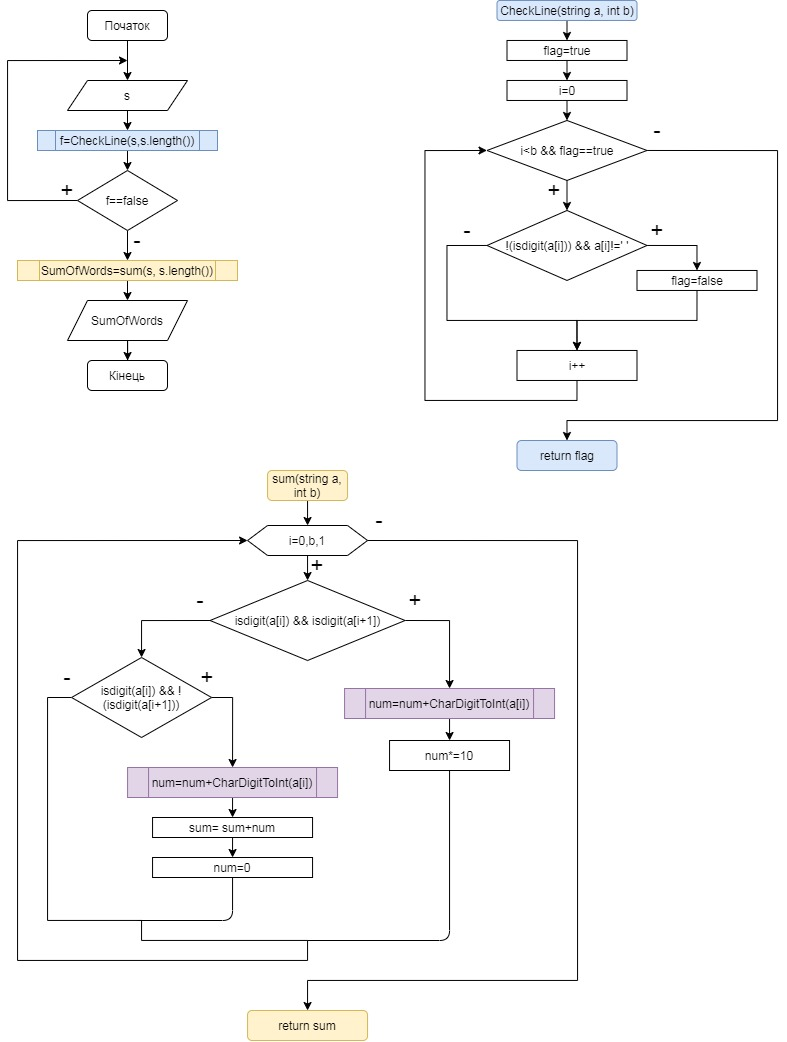 Початок
s
f=CheckLine(s,s.length())
+
f==false
-
SumOfWords=sum(s, s.length())
SumOfWords
Кінець
CheckLine(string a, int b)
flag=true
i=0
-
i<b && flag==true
+
-
+
!(isdigit(a[i])) && a[i]!=' '
flag=false
i++
return flag
sum(string a,
int b)
-
i=0,b,1
+
-
+
isdigit(a[i]) && isdigit(a[i+1])
-
+
isdigit(a[i]) && !
(isdigit(a[i+1]))
num=num+CharDigitToInt(a[i])
num*=10
num=num+CharDigitToInt(a[i])
sum= sum+num
num=0
return sum